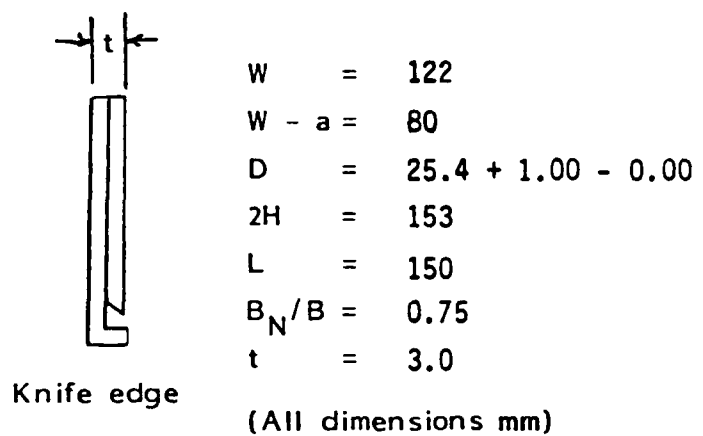 t
W = 122
W - a = 80
D = 25.4 + 1.00 - 0.00
2H = 153
L = 150
B_N/B = 0.75
t = 3.0
Knife edge
(All dimensions mm)